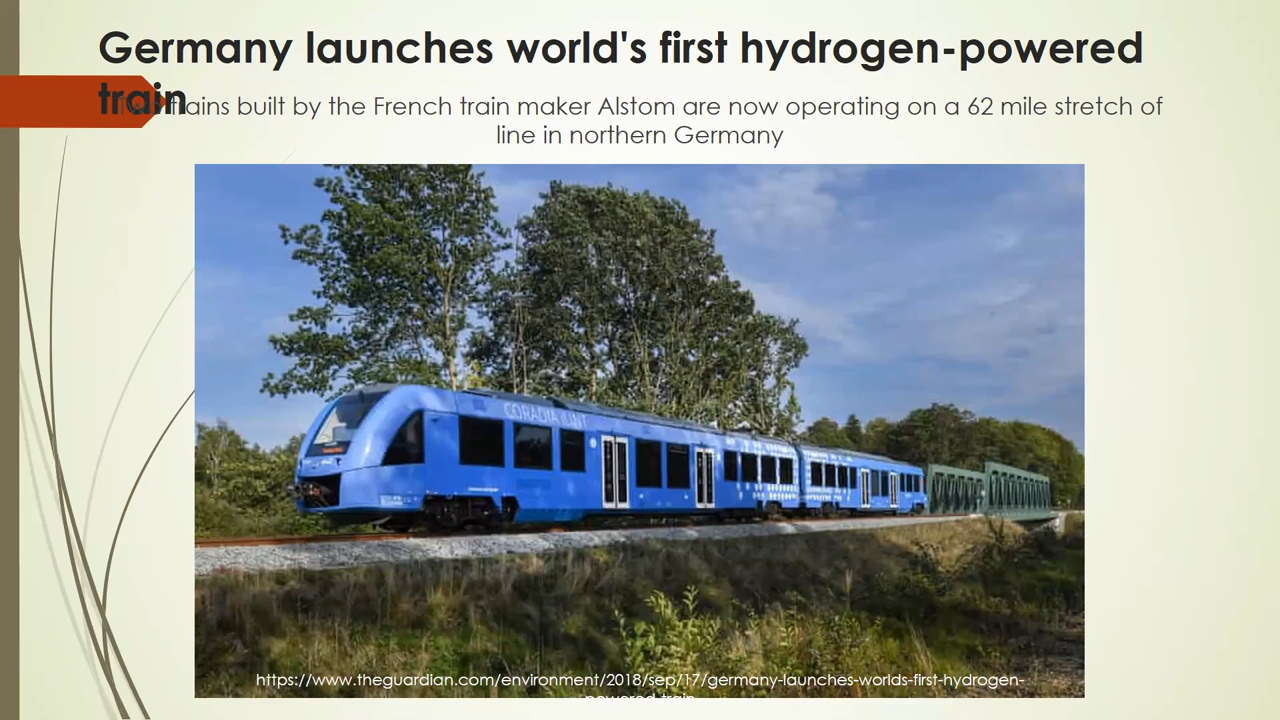 Germany launches world's first hydrogen-powered
train
trains built by the French train maker Alstom are now operating on a 62 mile stretch of
line in northern Germany
CORADIA iLINT
https://www.theguardian.com/environment/2018/sep/17/germany-launches-worlds-first-hydrogen-
powered-train